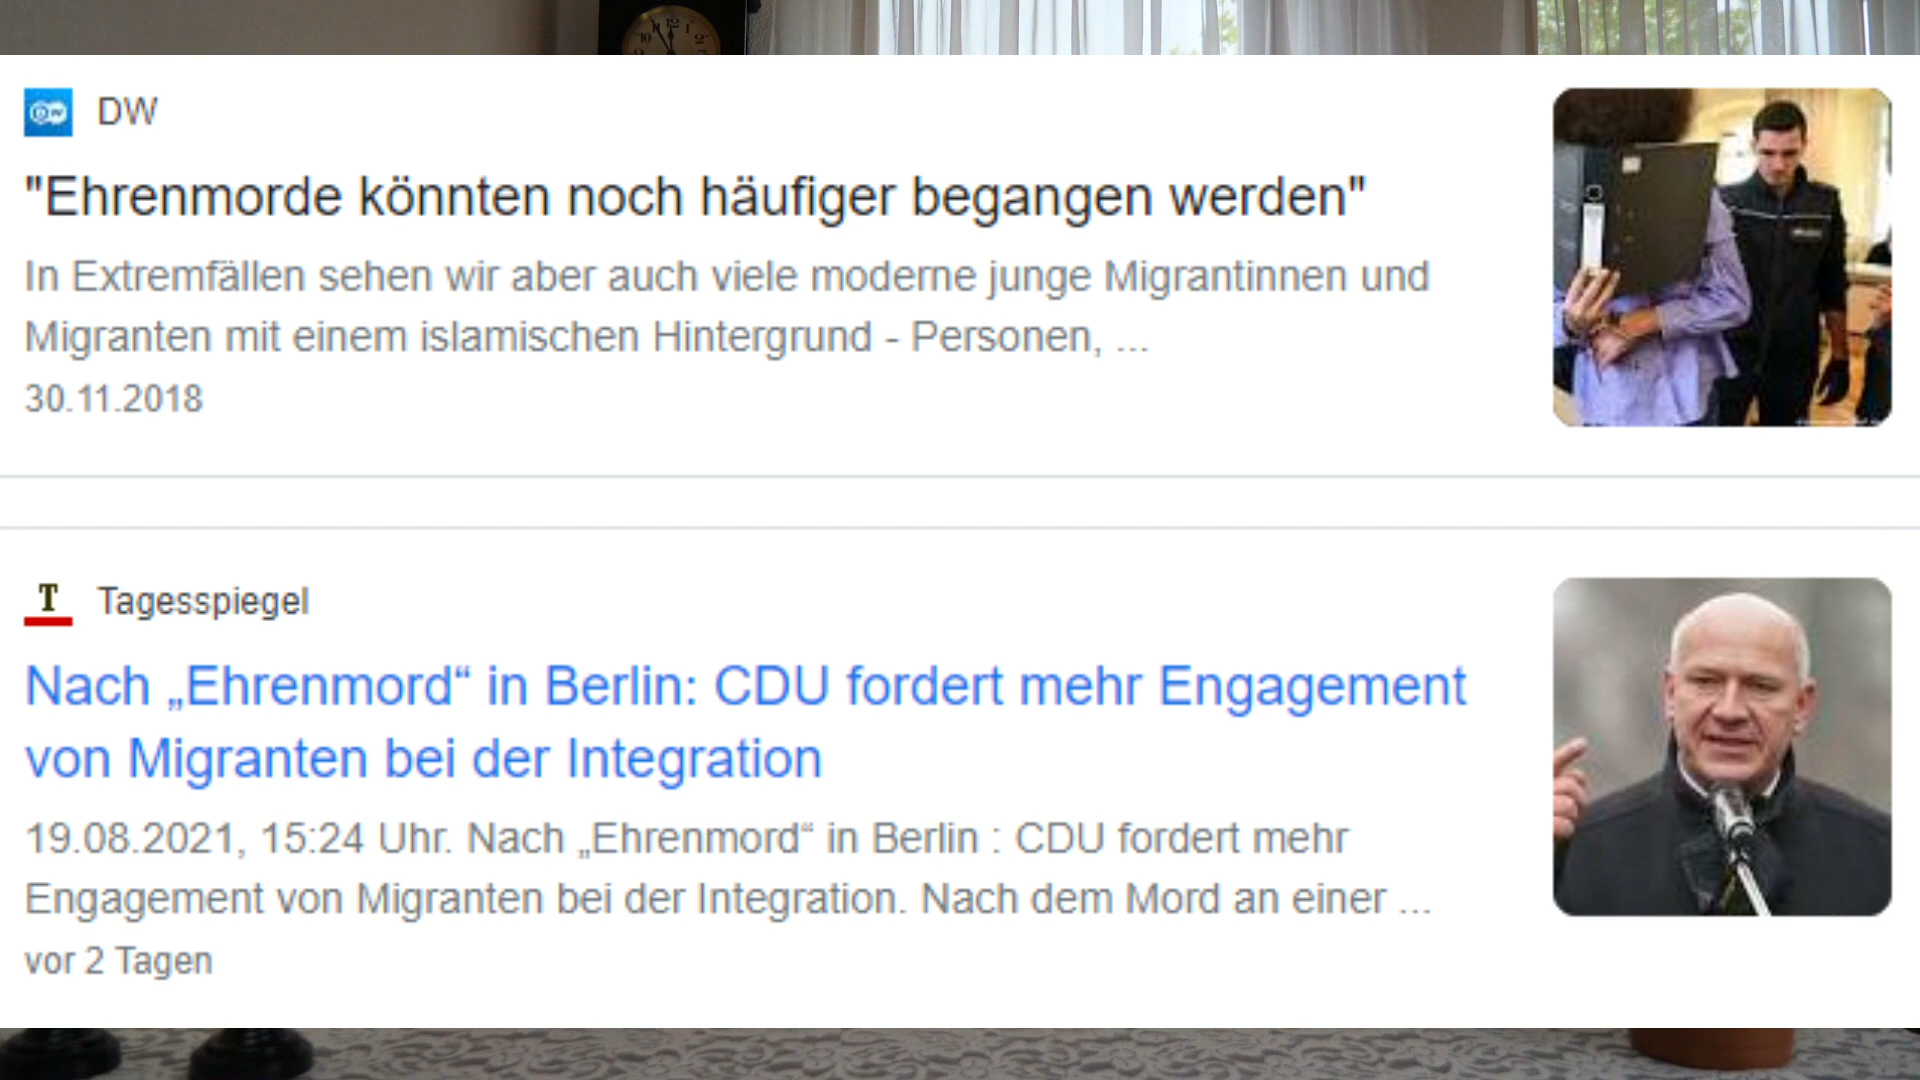 DW
"Ehrenmorde könnten noch häufiger begangen werden"
In Extremfällen sehen wir aber auch viele moderne junge Migrantinnen und
Migranten mit einem islamischen Hintergrund - Personen, ...
30.11.2018
T Tagesspiegel
Nach „Ehrenmord“ in Berlin: CDU fordert mehr Engagement
von Migranten bei der Integration
19.08.2021, 15:24 Uhr. Nach „Ehrenmord“ in Berlin : CDU fordert mehr
Engagement von Migranten bei der Integration. Nach dem Mord an einer ...
vor 2 Tagen